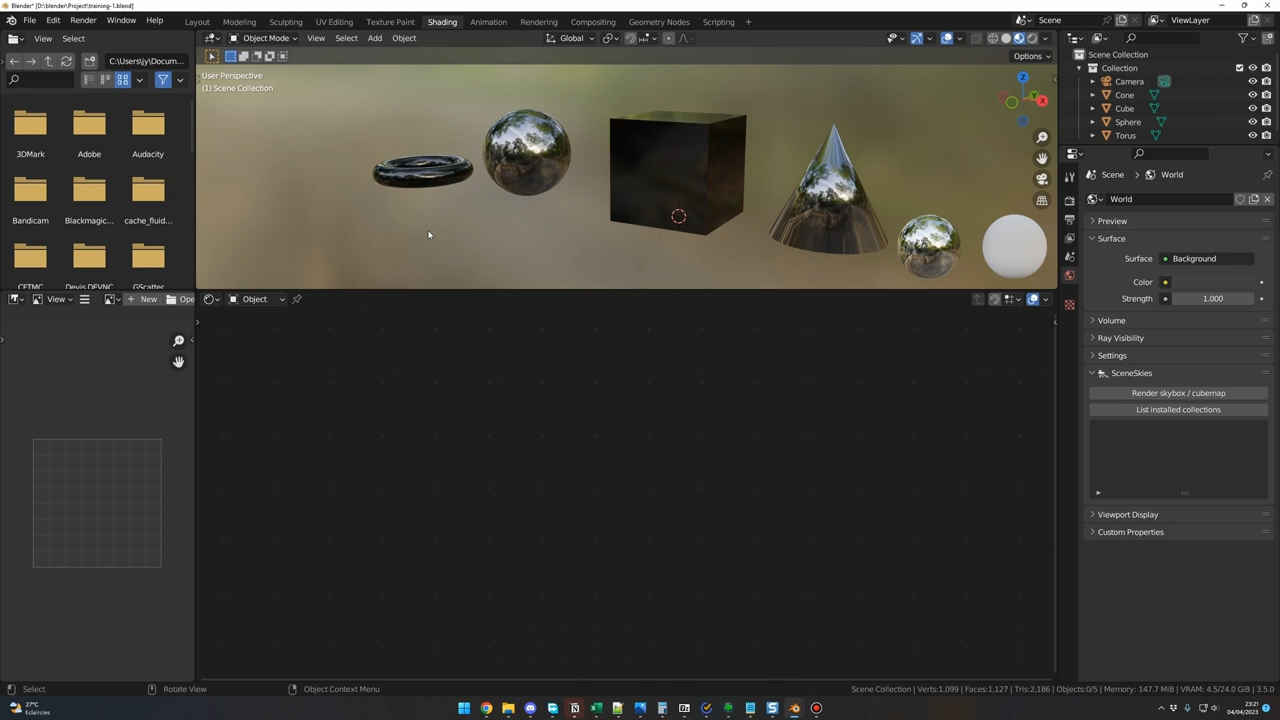 Blender* [D:\blender\Project\training-1.blend]
File Edit Render Window Help
Layout Modeling Sculpting UV Editing Texture Paint Shading Animation Rendering Compositing Geometry Nodes Scripting +
Scene
ViewLayer
View Select
C:\Users\jy\Docum...
Object Mode View Select Add Object
Global
Options
User Perspective
(1) Scene Collection
Z
Y
X
3DMark Adobe Audacity
Bandicam Blackmagic... cache_fluid...
CFTMC Devis DEVNC GScatter
View
New
Ope
Object
Scene Collection
Collection
Camera
Cone
Cube
Sphere
Torus
Scene > World
World
Preview
Surface
Surface Background
Color
Strength 1.000
Volume
Ray Visibility
Settings
SceneSkies
Render skybox / cubemap
List installed collections
Viewport Display
Custom Properties
Select Rotate View Object Context Menu
Scene Collection | Verts:1,099 | Faces:1,127 | Tris:2,186 | Objects:0/5 | Memory: 147.7 MiB | VRAM: 4.5/24.0 GiB | 3.5.0
27°C
Eclaircies
23:21
04/04/2023